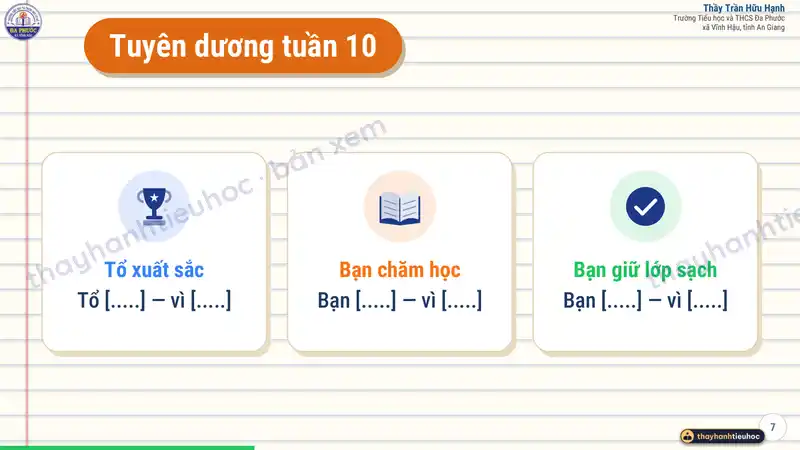 Thầy Trần Hữu Hạnh
Trường Tiểu học và THCS Đa Phước
xã Vĩnh Hậu, tỉnh An Giang
ĐA PHƯỚC
Tuyên dương tuần 10
Tổ xuất sắc
Tổ [.....] — vì [.....]
Bạn chăm học
Bạn [.....] — vì [.....]
Bạn giữ lớp sạch
Bạn [.....] — vì [.....]
thayhanhtieuhoc · bản xem
thayhanhtieuhoc
7